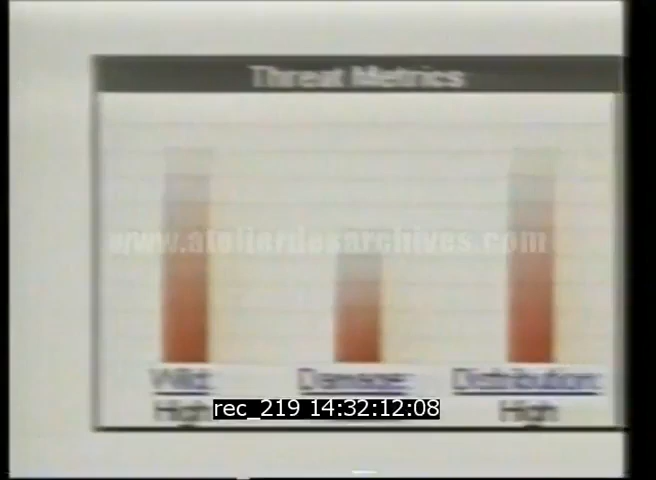 Threat Metrics
www.atelierdesarchives.com
Wild: Damage: Distribution:
High High
rec_219 14:32:12:08